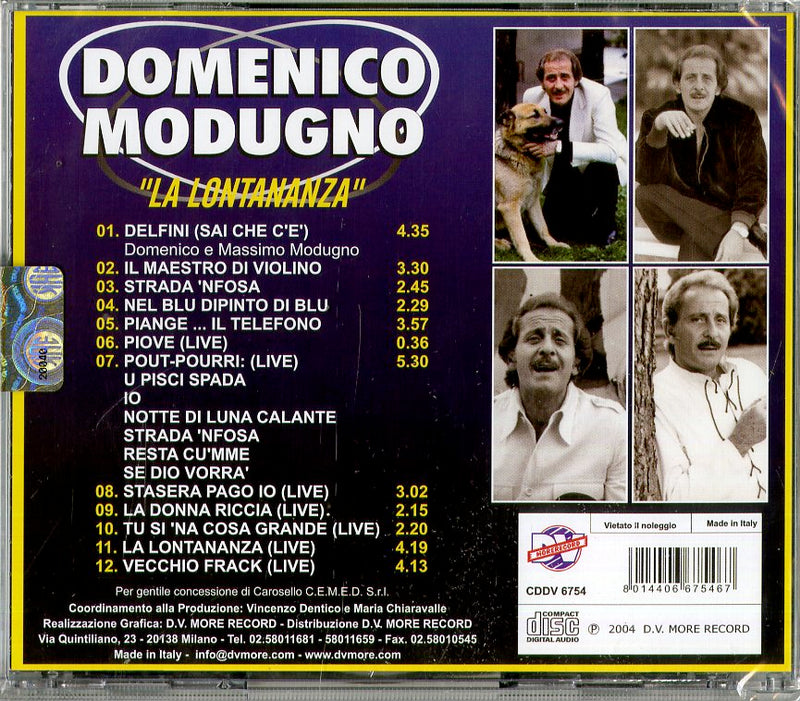 DOMENICO
MODUGNO
"LA LONTANANZA"
01. DELFINI (SAI CHE C'E') 4.35
Domenico e Massimo Modugno
02. IL MAESTRO DI VIOLINO 3.30
03. STRADA 'NFOSA 2.45
04. NEL BLU DIPINTO DI BLU 2.29
05. PIANGE ... IL TELEFONO 3.57
06. PIOVE (LIVE) 0.36
07. POUT-POURRI: (LIVE) 5.30
U PISCI SPADA
IO
NOTTE DI LUNA CALANTE
STRADA 'NFOSA
RESTA CU'MME
SE DIO VORRA'
08. STASERA PAGO IO (LIVE) 3.02
09. LA DONNA RICCIA (LIVE). 2.15
10. TU SI 'NA COSA GRANDE (LIVE) 2.20
11. LA LONTANANZA (LIVE) 4.19
12. VECCHIO FRACK (LIVE) 4.13
Per gentile concessione di Carosello C.E.M.E.D. S.r.l.
Coordinamento alla Produzione: Vincenzo Dentico e Maria Chiaravalle
Realizzazione Grafica: D.V. MORE RECORD - Distribuzione D.V. MORE RECORD
Via Quintiliano, 23 - 20138 Milano - Tel. 02.58011681 - 58011659 - Fax. 02.58010545
Made in Italy - info@dvmore.com - www.dvmore.com
DV
MORE RECORD
CDDV 6754
Vietato il noleggio
Made in Italy
8 014406 675467
COMPACT
disc
DIGITAL AUDIO
℗ 2004 D.V. MORE RECORD